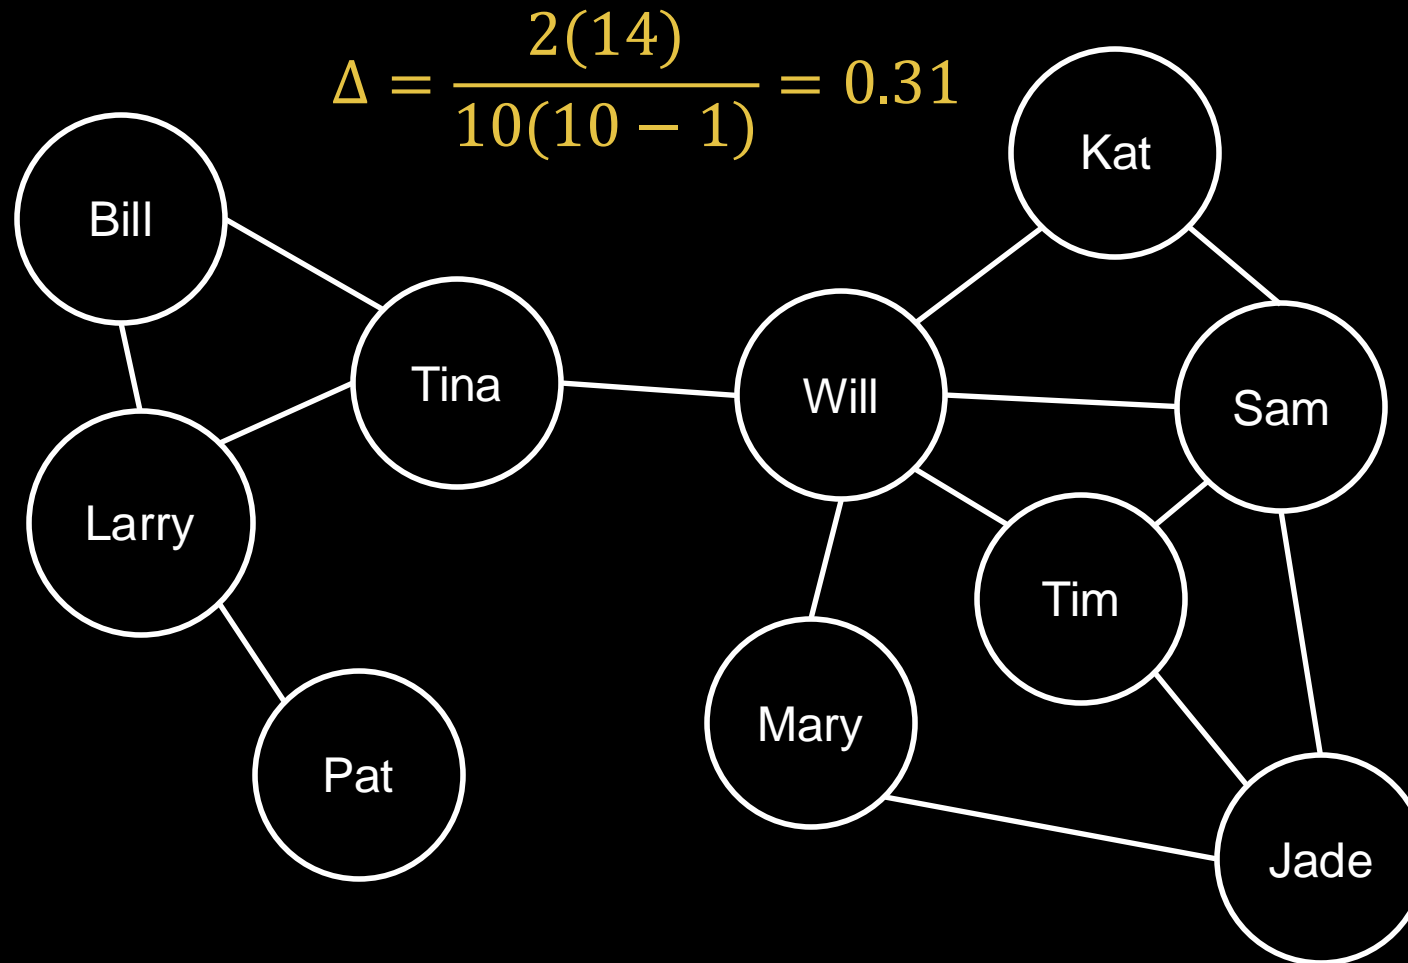 Δ = 2(14) / 10(10 − 1) = 0.31
Kat
Bill
Tina
Will
Sam
Larry
Tim
Mary
Pat
Jade